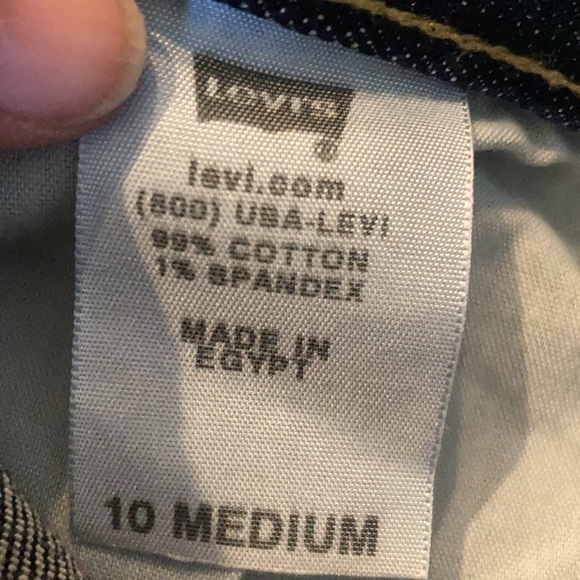 Levi's
®
levi.com
(800) USA-LEVI
99% COTTON
1% SPANDEX
MADE IN
EGYPT
10 MEDIUM